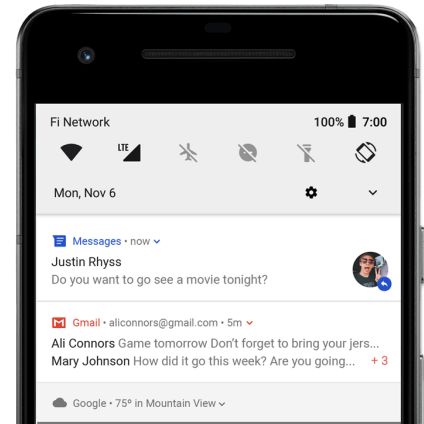 Fi Network 100% 7:00
LTE
Mon, Nov 6
Messages • now
Justin Rhyss
Do you want to go see a movie tonight?
Gmail • aliconnors@gmail.com • 5m
Ali Connors Game tomorrow Don't forget to bring your jers...
Mary Johnson How did it go this week? Are you going... + 3
Google • 75º in Mountain View